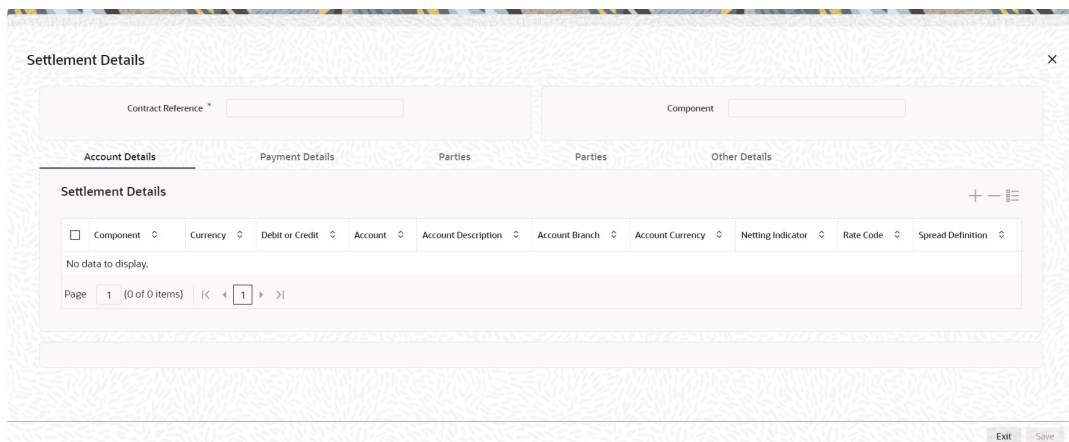 Settlement Details
Contract Reference *
Component
Account Details Payment Details Parties Parties Other Details
Settlement Details
Component Currency Debit or Credit Account Account Description Account Branch Account Currency Netting Indicator Rate Code Spread Definition
No data to display.
Page 1 (0 of 0 items) 1
Exit Save